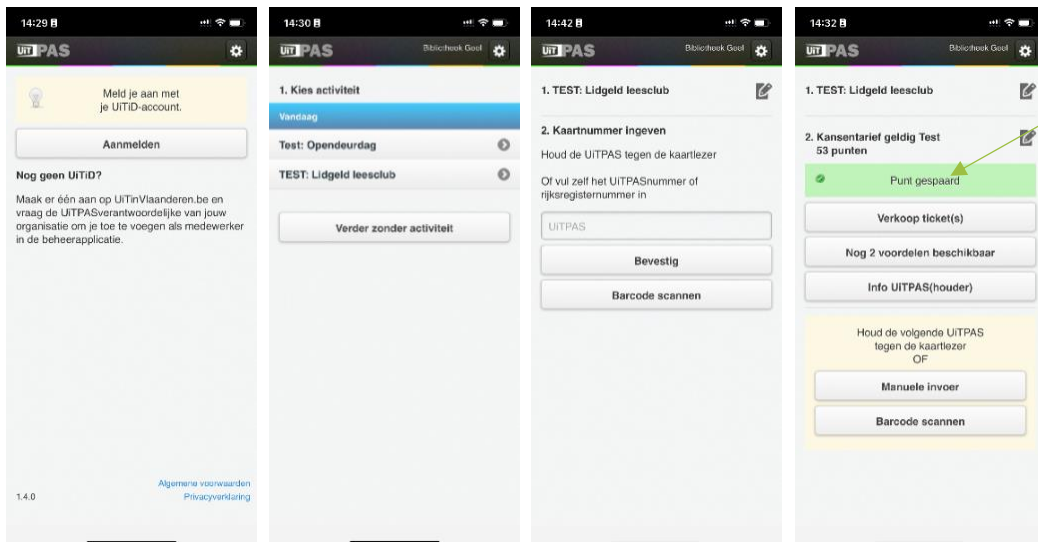 14:29
UiTPAS
Meld je aan met
je UiTiD-account.
Aanmelden
Nog geen UiTiD?
Maak er één aan op UiTinVlaanderen.be en
vraag de UiTPASverantwoordelijke van jouw
organisatie om je toe te voegen als medewerker
in de beheerapplicatie.
Algemene voorwaarden
1.4.0
Privacyverklaring
14:30
UiTPAS
Bibliotheek Geel
1. Kies activiteit
Vandaag
Test: Opendeurdag
TEST: Lidgeld leesclub
Verder zonder activiteit
14:42
UiTPAS
Bibliotheek Geel
1. TEST: Lidgeld leesclub
2. Kaartnummer ingeven
Houd de UiTPAS tegen de kaartlezer
Of vul zelf het UiTPASnummer of
rijksregisternummer in
UiTPAS
Bevestig
Barcode scannen
14:32
UiTPAS
Bibliotheek Geel
1. TEST: Lidgeld leesclub
2. Kansentarief geldig Test
53 punten
Punt gespaard
Verkoop ticket(s)
Nog 2 voordelen beschikbaar
Info UiTPAS(houder)
Houd de volgende UiTPAS
tegen de kaartlezer
OF
Manuele invoer
Barcode scannen